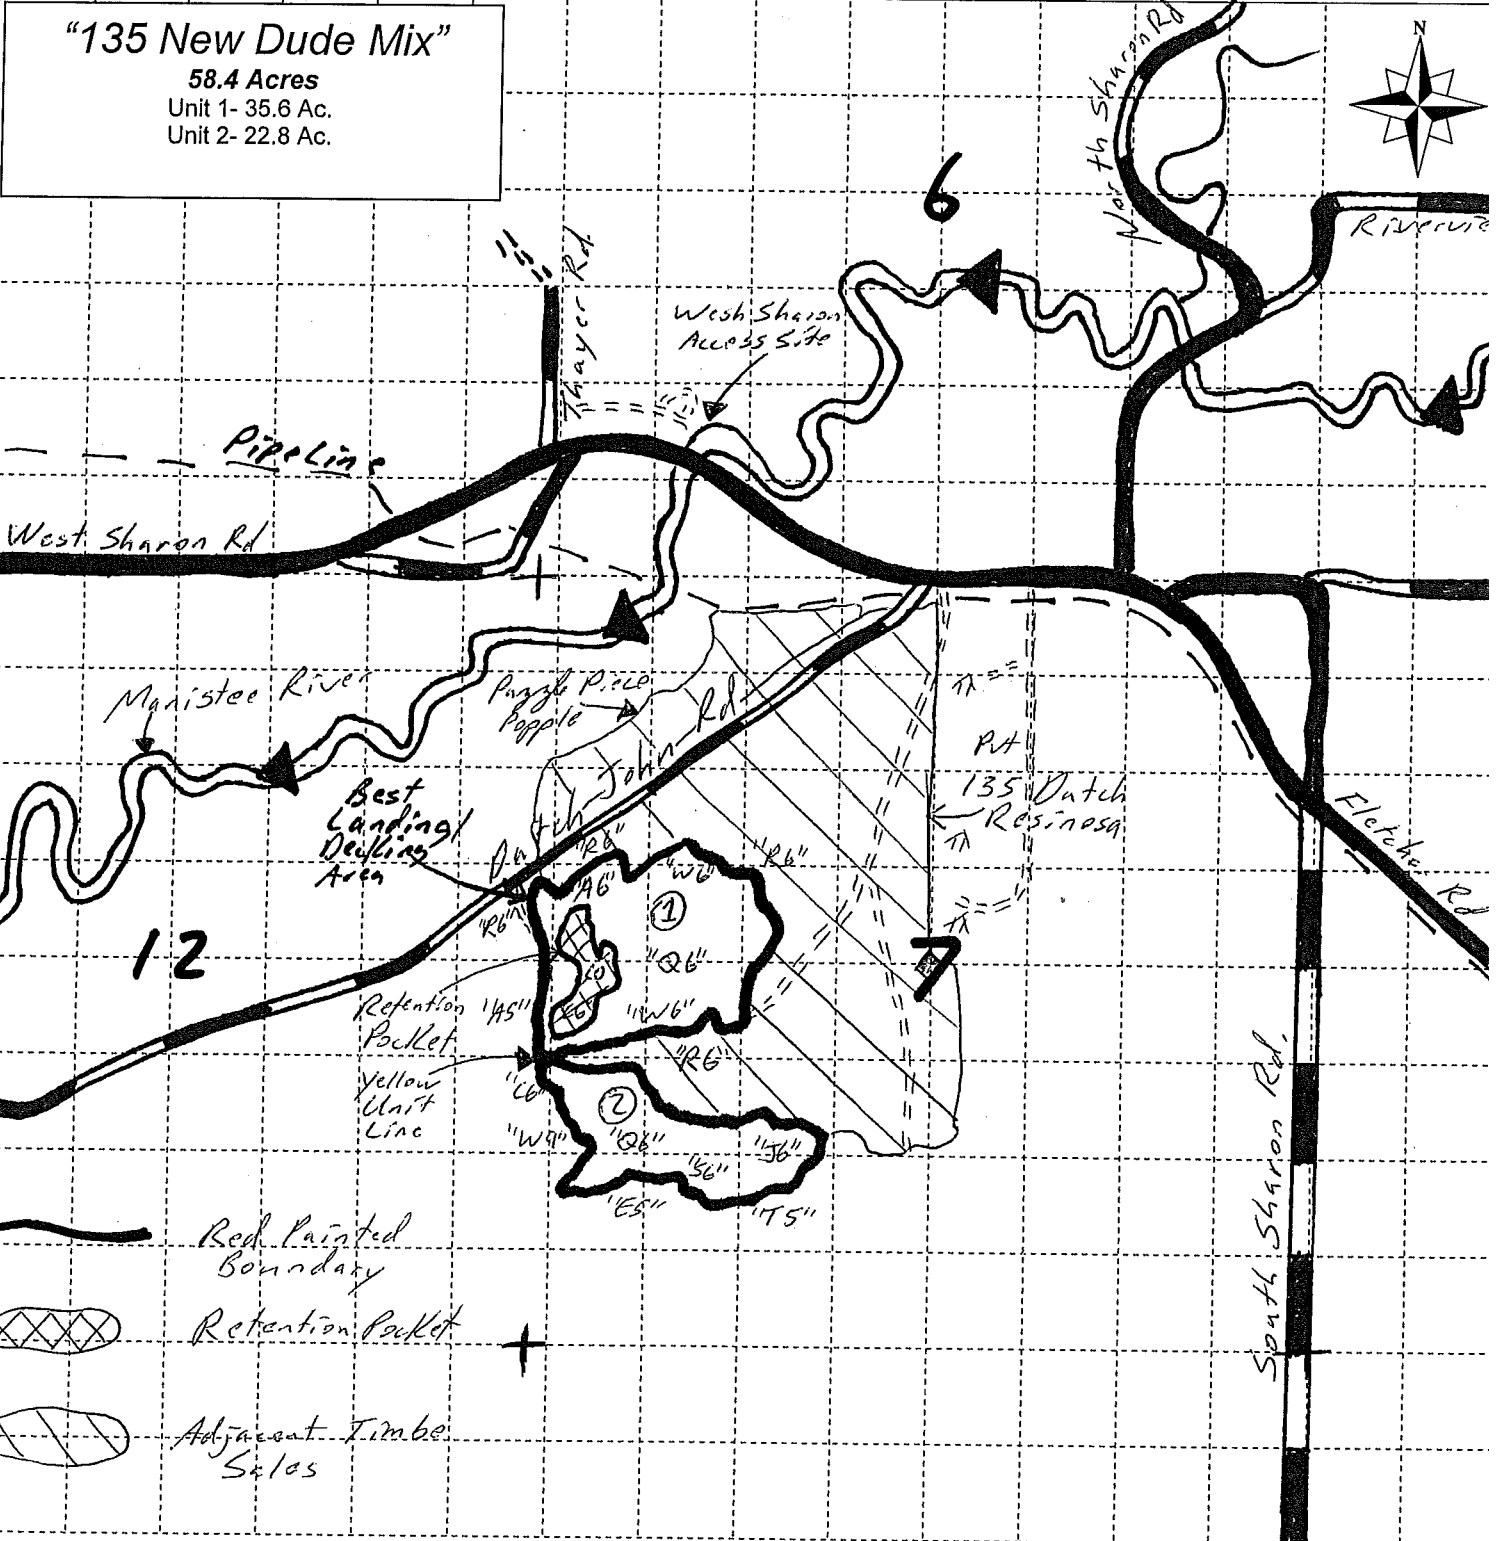 "135 New Dude Mix"
58.4 Acres
Unit 1- 35.6 Ac.
Unit 2- 22.8 Ac.
N
North Sharon Rd
6
Rivervie
Thayer Rd.
West Sharon
Access Site
PipeLine
West Sharon Rd
Manistee River
Puzzle Piece
Popple
Dutch John Rd
Pvt
135 Dutch
Resinosa
Best
Landing/
Decking
Area
Fletcher Rd
"R6"
"A6"
"W6"
"R6"
"R6"
1
12
7
"Q6"
Retention
Pocket
"A5"
"W6"
"R6"
Yellow
Unit
Line
"C6"
2
"W7"
"Q6"
"J6"
"S6"
"E5"
"T5"
South Sharon Rd.
Red Painted
Boundary
Retention Pocket
Adjacent Timbe
Sales